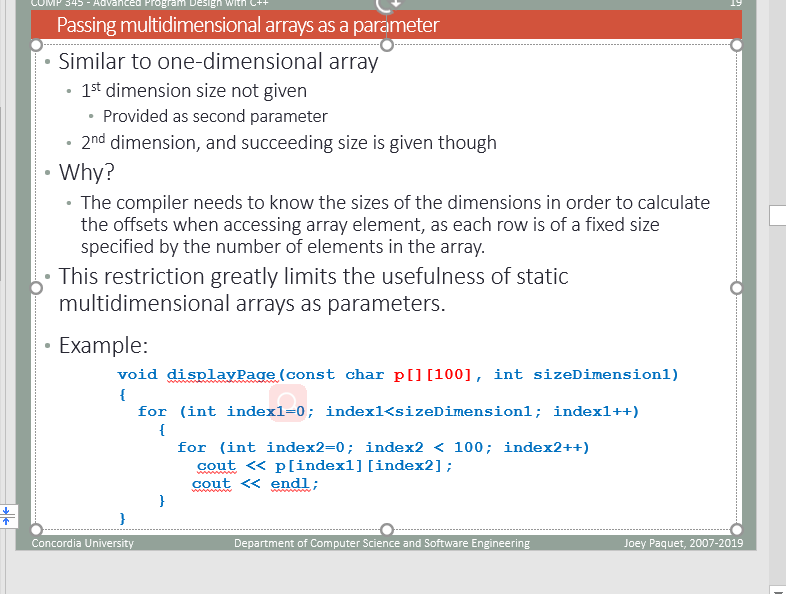 COMP 345 - Advanced Program Design with C++ 19
Passing multidimensional arrays as a parameter
• Similar to one-dimensional array
• 1st dimension size not given
• Provided as second parameter
• 2nd dimension, and succeeding size is given though
• Why?
• The compiler needs to know the sizes of the dimensions in order to calculate
the offsets when accessing array element, as each row is of a fixed size
specified by the number of elements in the array.
• This restriction greatly limits the usefulness of static
multidimensional arrays as parameters.
• Example:
void displayPage(const char p[][100], int sizeDimension1)
{
for (int index1=0; index1<sizeDimension1; index1++)
{
for (int index2=0; index2 < 100; index2++)
cout << p[index1][index2];
cout << endl;
}
}
Concordia University Department of Computer Science and Software Engineering Joey Paquet, 2007-2019